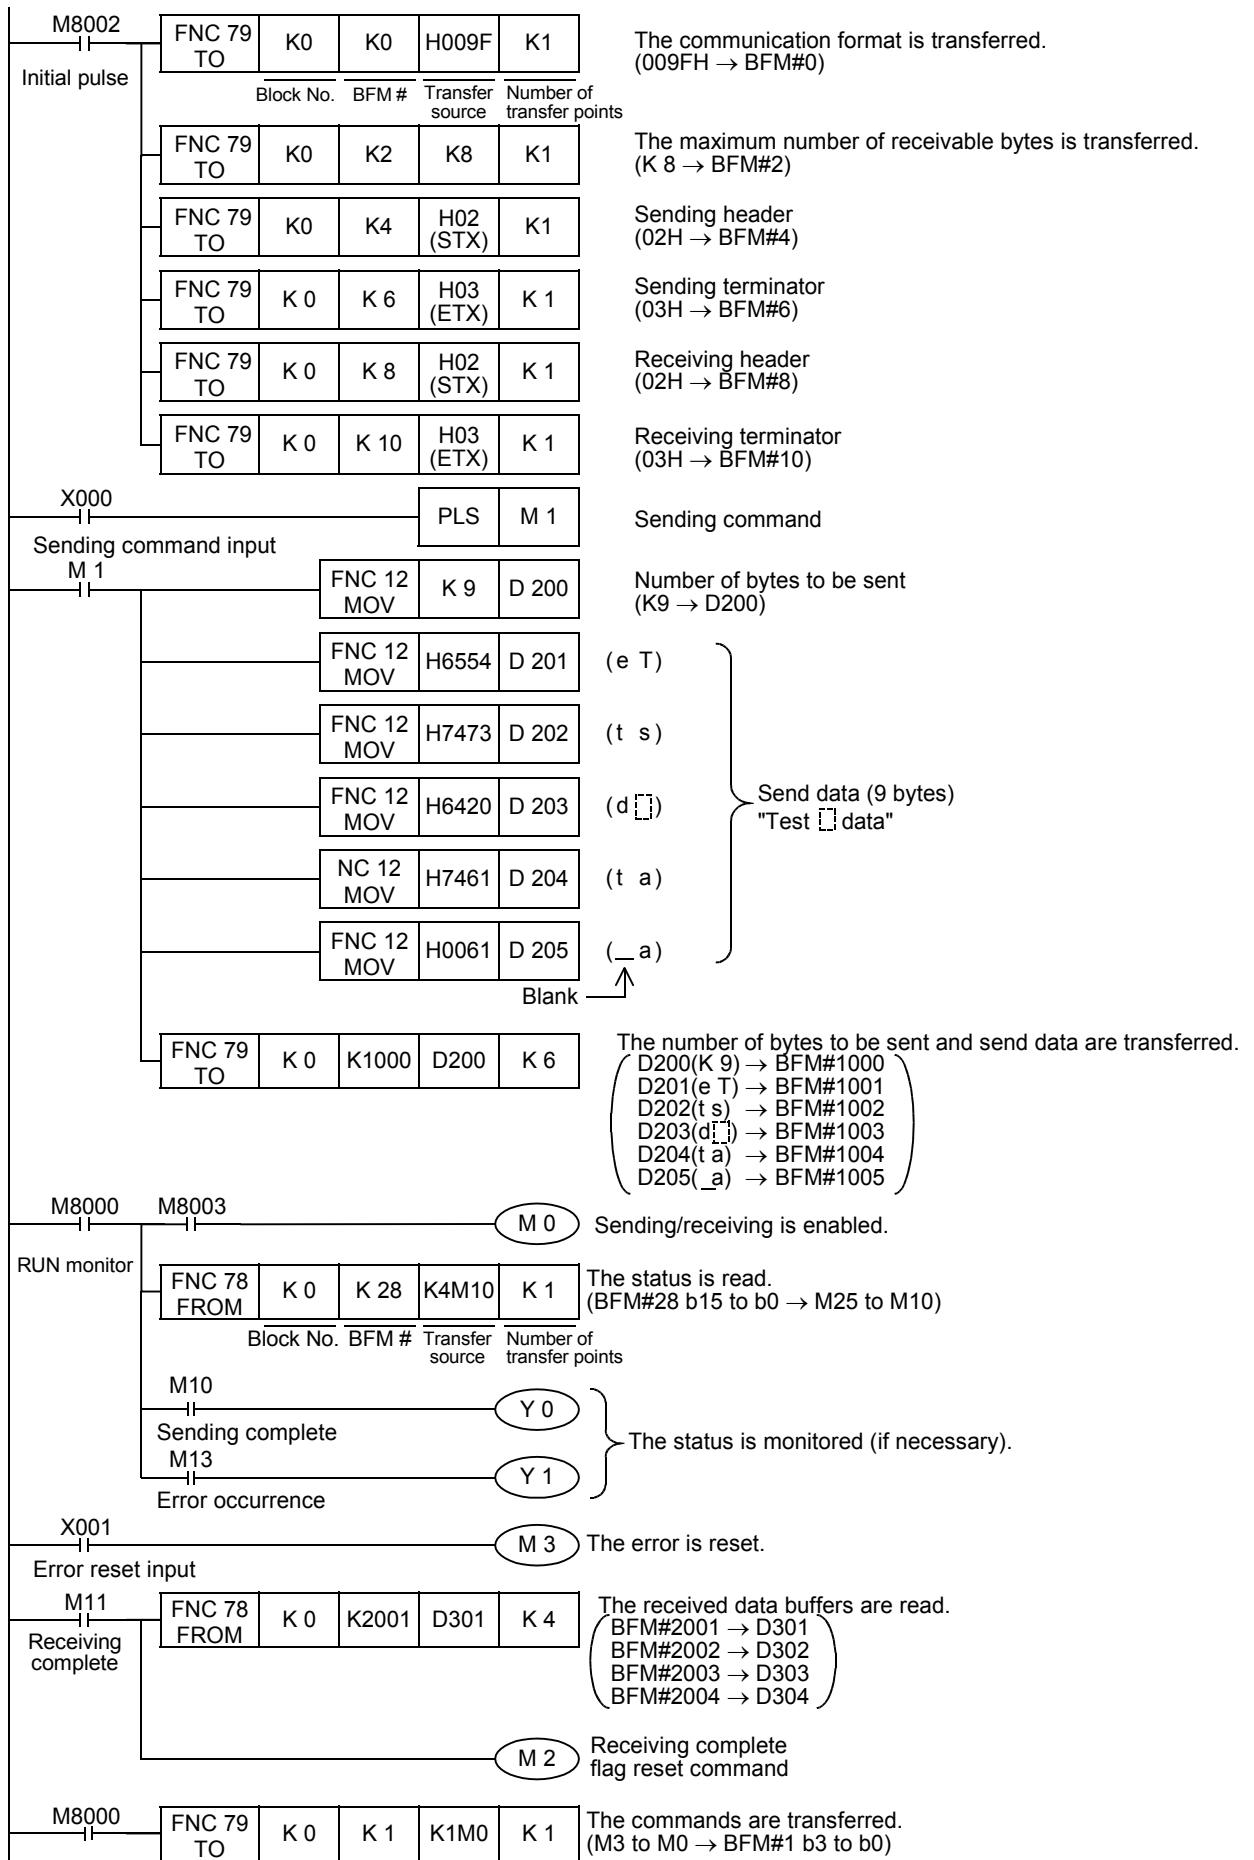 M8002
FNC 79 TO K0 K0 H009F K1
The communication format is transferred.
(009FH → BFM#0)
Initial pulse
Block No. BFM # Transfer source Number of transfer points
FNC 79 TO K0 K2 K8 K1
The maximum number of receivable bytes is transferred.
(K 8 → BFM#2)
FNC 79 TO K0 K4 H02 (STX) K1
Sending header
(02H → BFM#4)
FNC 79 TO K 0 K 6 H03 (ETX) K 1
Sending terminator
(03H → BFM#6)
FNC 79 TO K 0 K 8 H02 (STX) K 1
Receiving header
(02H → BFM#8)
FNC 79 TO K 0 K 10 H03 (ETX) K 1
Receiving terminator
(03H → BFM#10)
X000
PLS M 1
Sending command
Sending command input
M 1
FNC 12 MOV K 9 D 200
Number of bytes to be sent
(K9 → D200)
FNC 12 MOV H6554 D 201 (e T)
FNC 12 MOV H7473 D 202 (t s)
FNC 12 MOV H6420 D 203 (d )
Send data (9 bytes)
"Test data"
NC 12 MOV H7461 D 204 (t a)
FNC 12 MOV H0061 D 205 (_ a)
Blank
FNC 79 TO K 0 K1000 D200 K 6
The number of bytes to be sent and send data are transferred.
D200(K 9) → BFM#1000
D201(e T) → BFM#1001
D202(t s) → BFM#1002
D203(d ) → BFM#1003
D204(t a) → BFM#1004
D205(_a) → BFM#1005
M8000 M8003
M 0
Sending/receiving is enabled.
RUN monitor
FNC 78 FROM K 0 K 28 K4M10 K 1
The status is read.
(BFM#28 b15 to b0 → M25 to M10)
Block No. BFM # Transfer source Number of transfer points
M10
Y 0
Sending complete
The status is monitored (if necessary).
M13
Y 1
Error occurrence
X001
M 3
The error is reset.
Error reset input
M11
FNC 78 FROM K 0 K2001 D301 K 4
Receiving complete
The received data buffers are read.
BFM#2001 → D301
BFM#2002 → D302
BFM#2003 → D303
BFM#2004 → D304
M 2
Receiving complete
flag reset command
M8000
FNC 79 TO K 0 K 1 K1M0 K 1
The commands are transferred.
(M3 to M0 → BFM#1 b3 to b0)